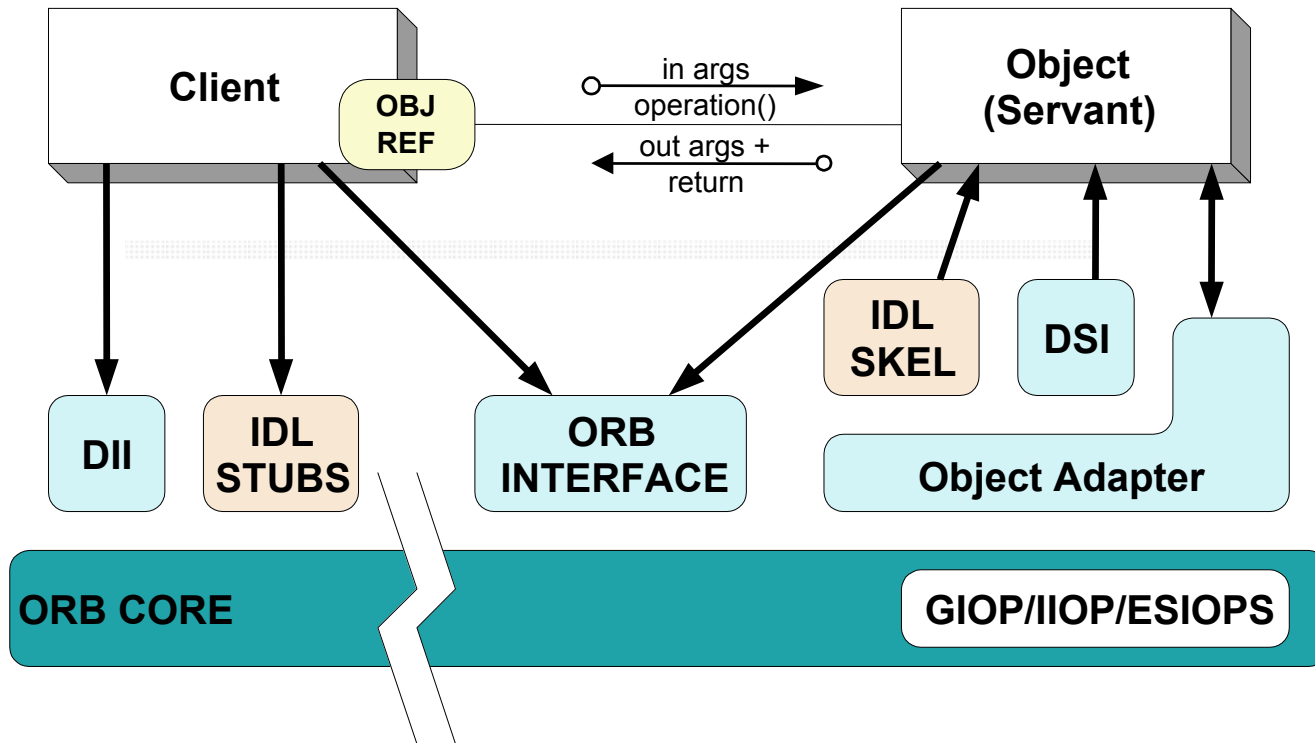 Client
OBJ
REF
in args
operation()
out args +
return
Object
(Servant)
IDL
SKEL
DSI
DII
IDL
STUBS
ORB
INTERFACE
Object Adapter
ORB CORE
GIOP/IIOP/ESIOPS